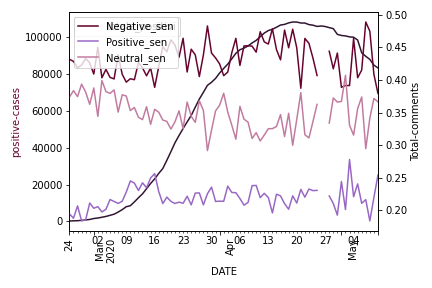 Negative_sen
Positive_sen
Neutral_sen
positive-cases
100000
80000
60000
40000
20000
0
0.50
0.45
0.40
0.35
0.30
0.25
0.20
Total-comments
24
02
09
16
23
06
13
20
27
04
Mar
2020
Apr
May
DATE